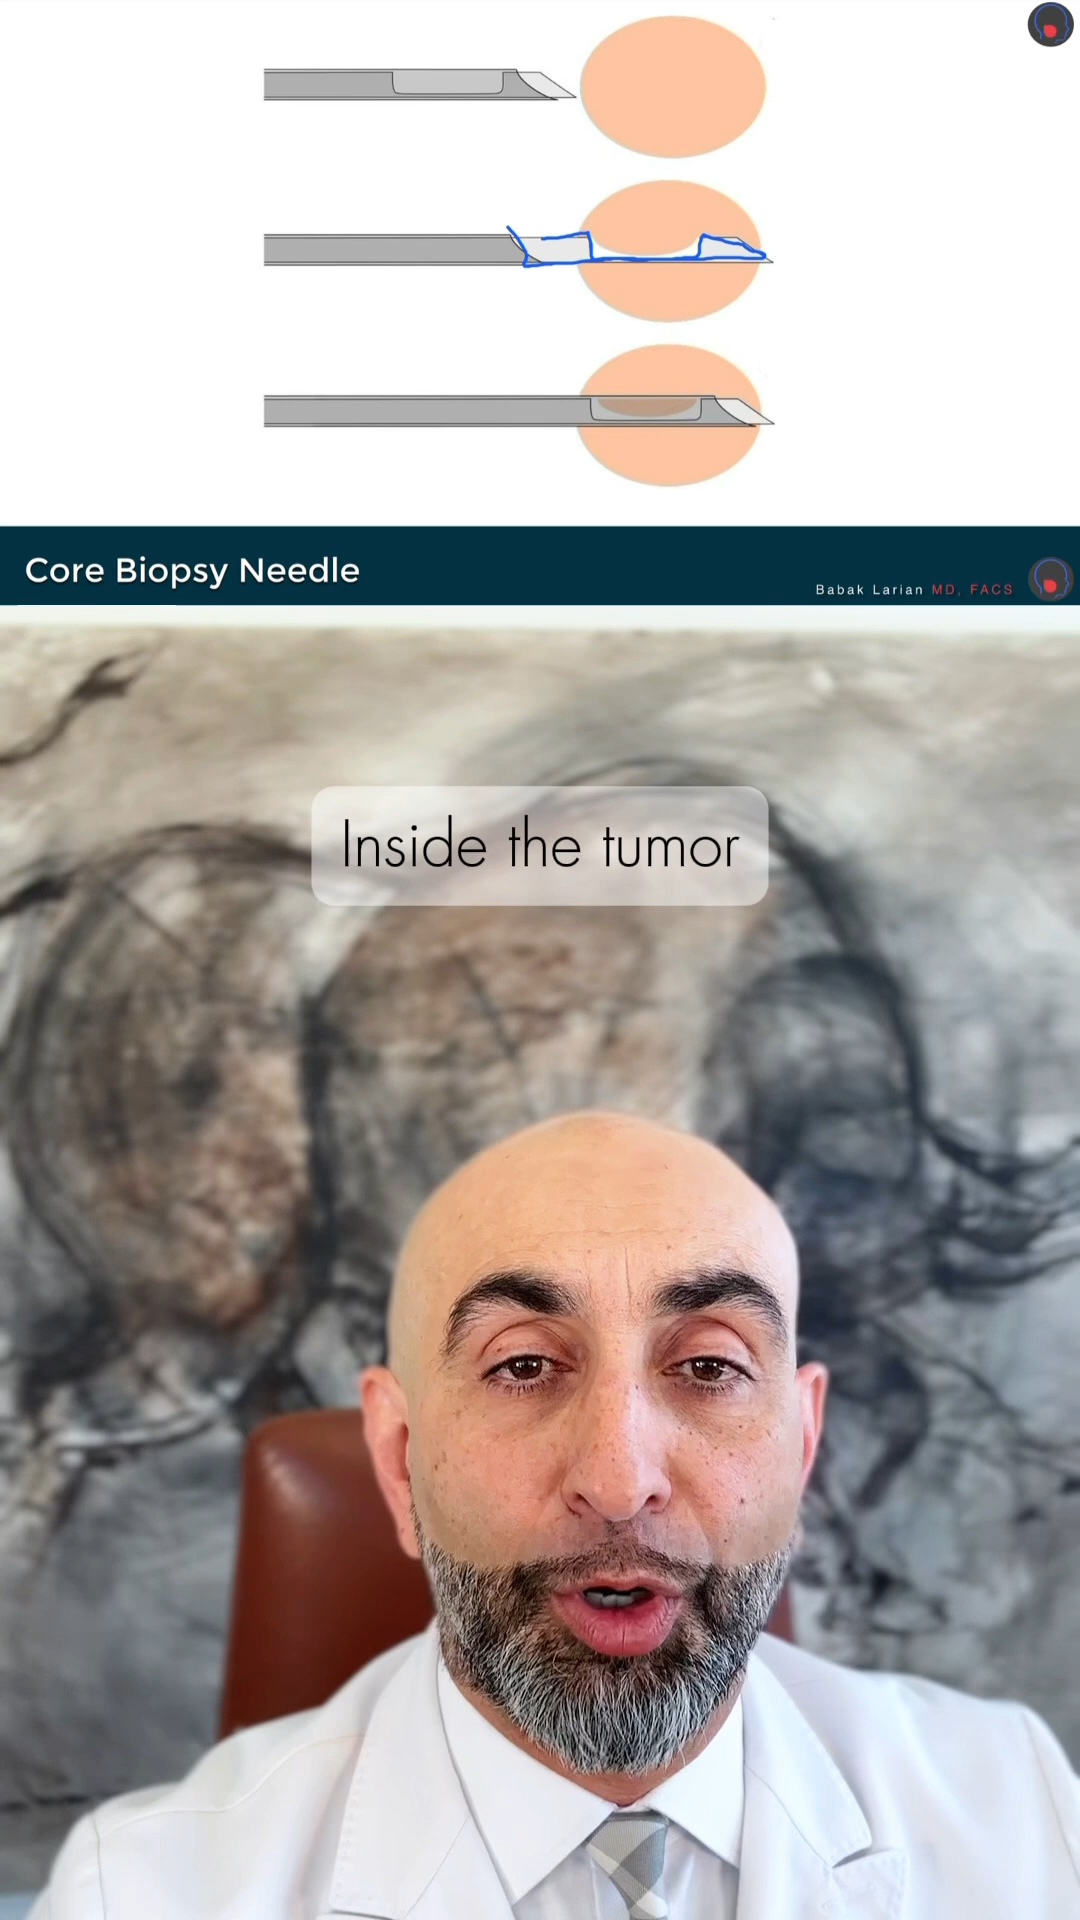 Core Biopsy Needle
Babak Larian MD, FACS
Inside the tumor